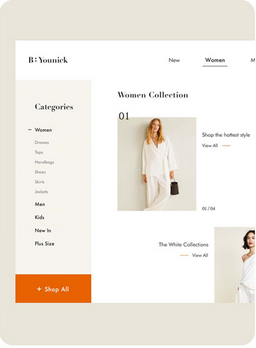 B:Younick
New
Women
Categories
Women
Dresses
Tops
Handbags
Shoes
Skirts
Jackets
Men
Kids
New In
Plus Size
+ Shop All
Women Collection
01
Shop the hottest style
View All
01 / 04
The White Collections
View All